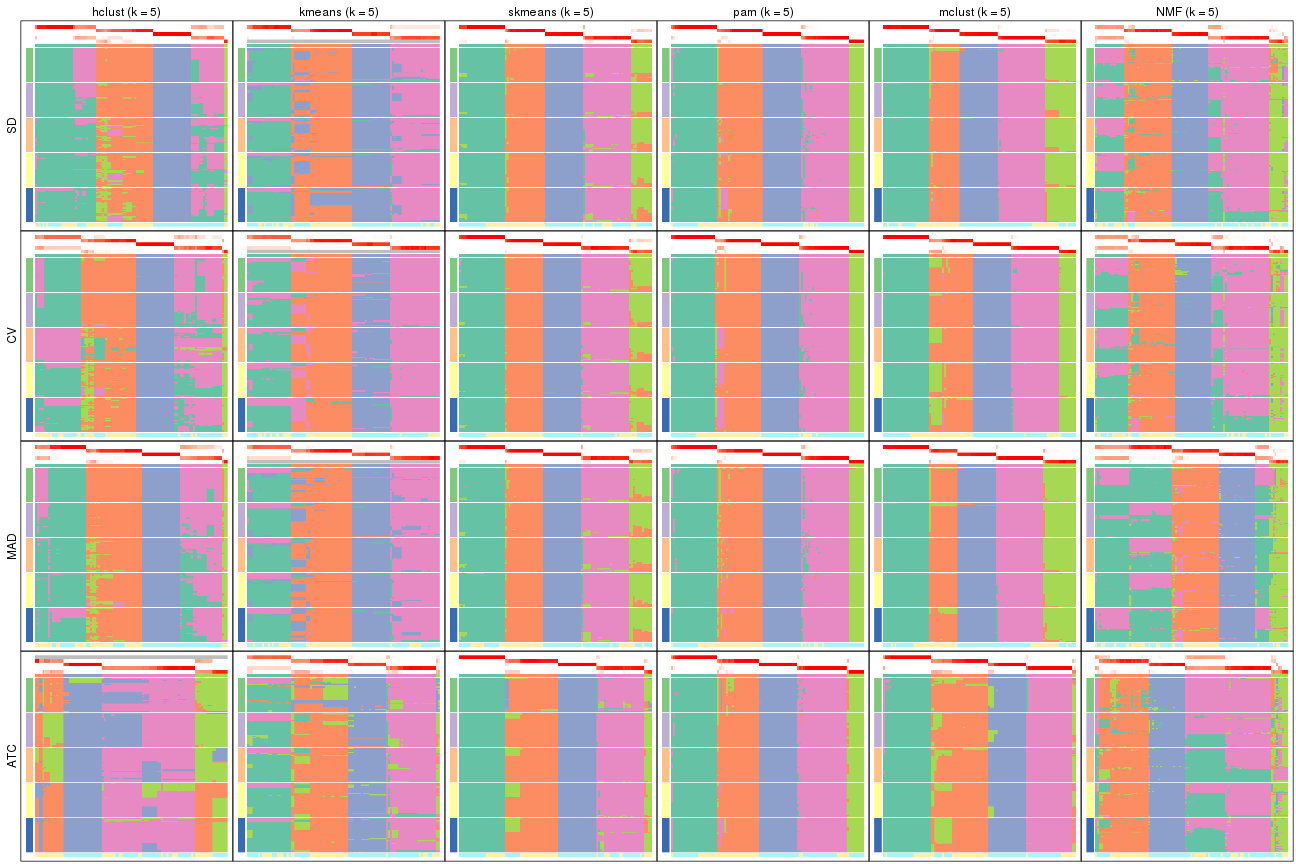 hclust (k = 5)
kmeans (k = 5)
skmeans (k = 5)
pam (k = 5)
mclust (k = 5)
NMF (k = 5)
SD
CV
MAD
ATC